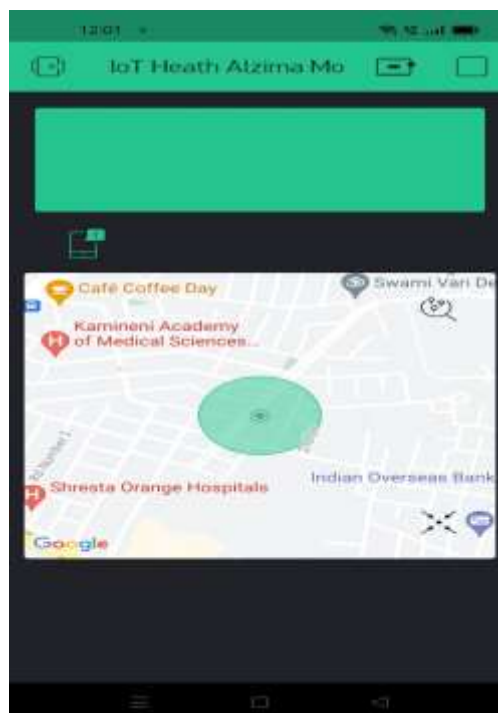 12:01
IoT Heath Alzima Mo
Café Coffee Day
Swami Van De
Kamineni Academy
of Medical Sciences...
Indian Overseas Bank
Shresta Orange Hospitals
Google